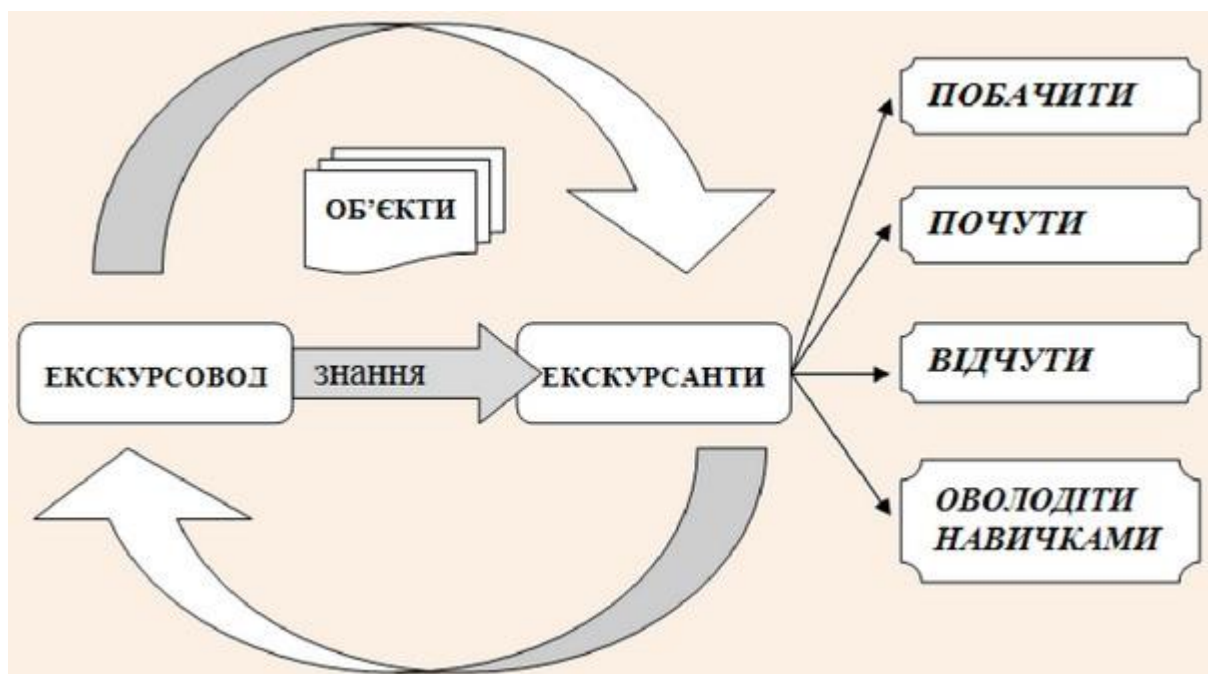 ПОБАЧИТИ
ОБ’ЄКТИ
ПОЧУТИ
ЕКСКУРСОВОД
знання
ЕКСКУРСАНТИ
ВІДЧУТИ
ОВОЛОДІТИ
НАВИЧКАМИ